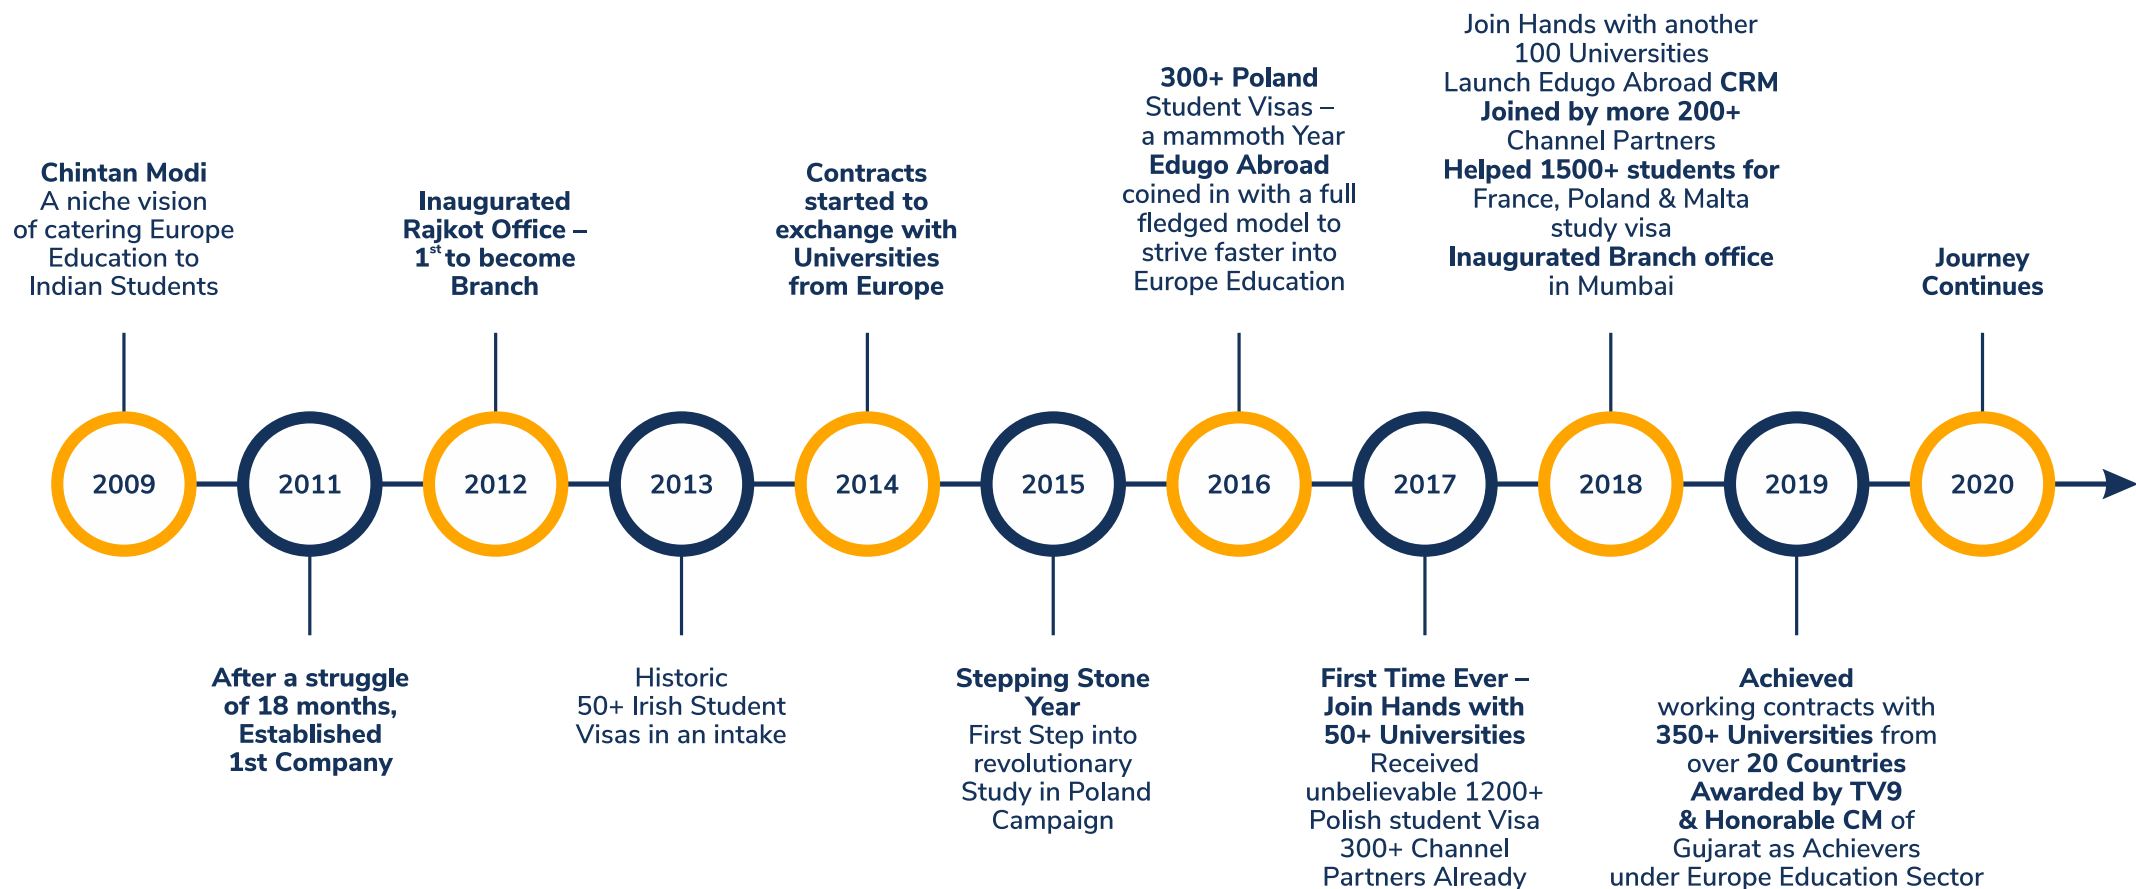 Chintan Modi
A niche vision
of catering Europe
Education to
Indian Students
2009
2011
After a struggle
of 18 months,
Established
1st Company
Inaugurated
Rajkot Office –
1st to become
Branch
2012
2013
Historic
50+ Irish Student
Visas in an intake
Contracts
started to
exchange with
Universities
from Europe
2014
2015
Stepping Stone
Year
First Step into
revolutionary
Study in Poland
Campaign
300+ Poland
Student Visas –
a mammoth Year
Edugo Abroad
coined in with a full
fledged model to
strive faster into
Europe Education
2016
2017
First Time Ever –
Join Hands with
50+ Universities
Received
unbelievable 1200+
Polish student Visa
300+ Channel
Partners Already
Join Hands with another
100 Universities
Launch Edugo Abroad CRM
Joined by more 200+
Channel Partners
Helped 1500+ students for
France, Poland & Malta
study visa
Inaugurated Branch office
in Mumbai
2018
2019
Achieved
working contracts with
350+ Universities from
over 20 Countries
Awarded by TV9
& Honorable CM of
Gujarat as Achievers
under Europe Education Sector
Journey
Continues
2020